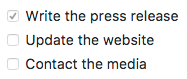 Write the press release
Update the website
Contact the media